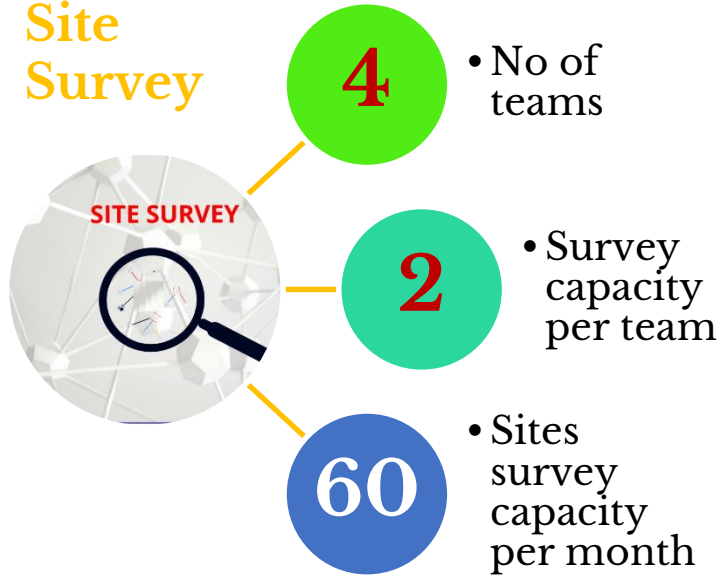 Site
Survey
4
• No of
teams
SITE SURVEY
2
• Survey
capacity
per team
60
• Sites
survey
capacity
per month